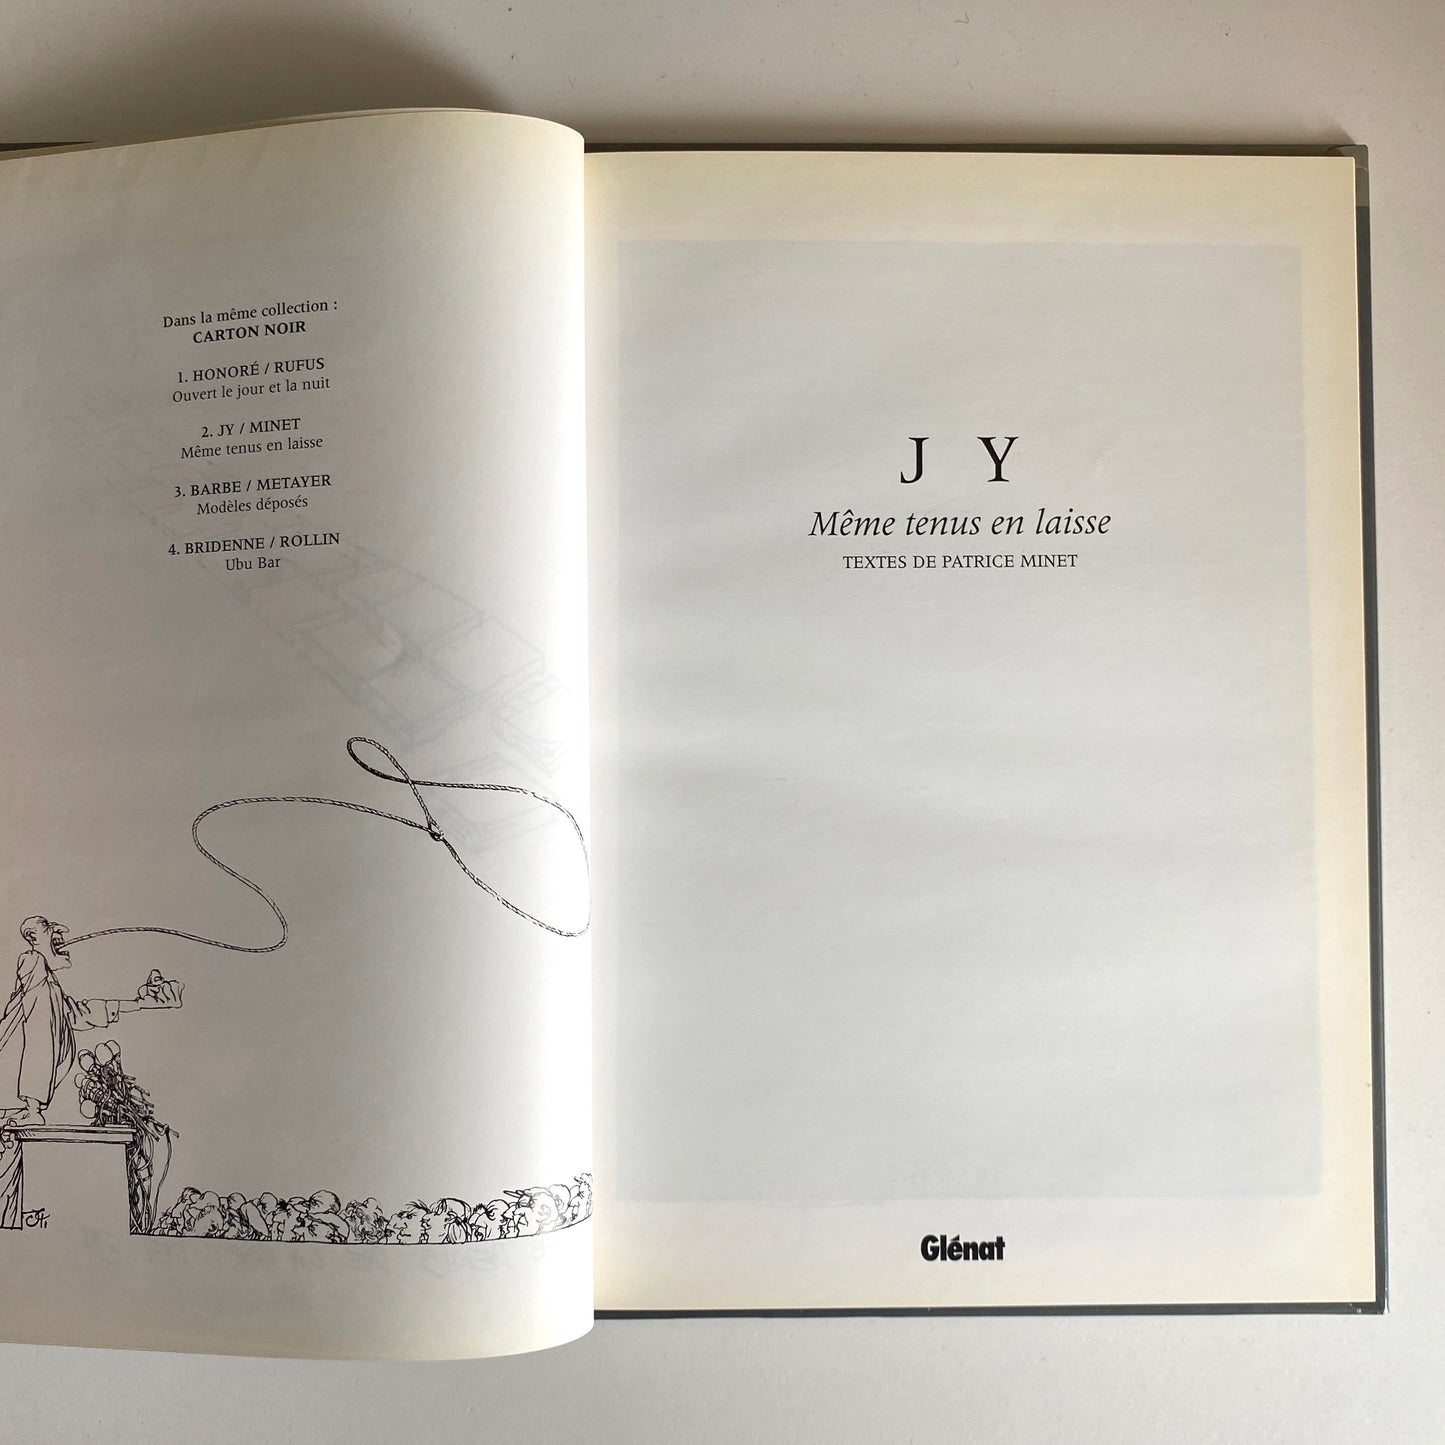 Dans la même collection :
CARTON NOIR
1. HONORÉ / RUFUS
Ouvert le jour et la nuit
2. JY / MINET
Même tenus en laisse
3. BARBE / METAYER
Modèles déposés
4. BRIDENNE / ROLLIN
Ubu Bar
J Y
Même tenus en laisse
TEXTES DE PATRICE MINET
Glénat